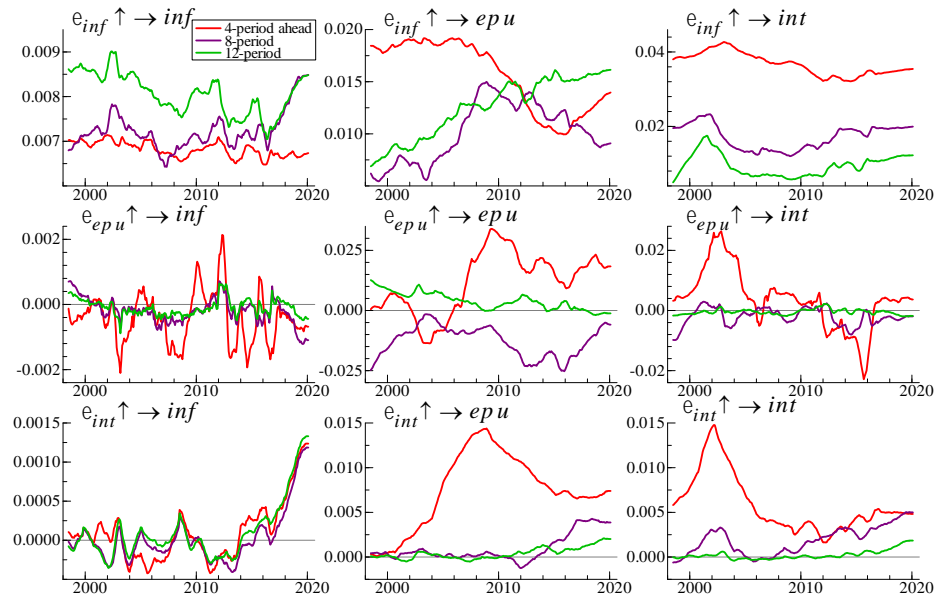 e_inf ↑ → inf
4-period ahead
8-period
12-period
0.009
0.008
0.007
2000 2010 2020
e_inf ↑ → epu
0.020
0.015
0.010
2000 2010 2020
e_inf ↑ → int
0.04
0.02
2000 2010 2020
e_epu ↑ → inf
0.002
0.000
-0.002
2000 2010 2020
e_epu ↑ → epu
0.025
0.000
-0.025
2000 2010 2020
e_epu ↑ → int
0.02
0.00
-0.02
2000 2010 2020
e_int ↑ → inf
0.0015
0.0010
0.0005
0.0000
2000 2010 2020
e_int ↑ → epu
0.015
0.010
0.005
0.000
2000 2010 2020
e_int ↑ → int
0.015
0.010
0.005
0.000
2000 2010 2020